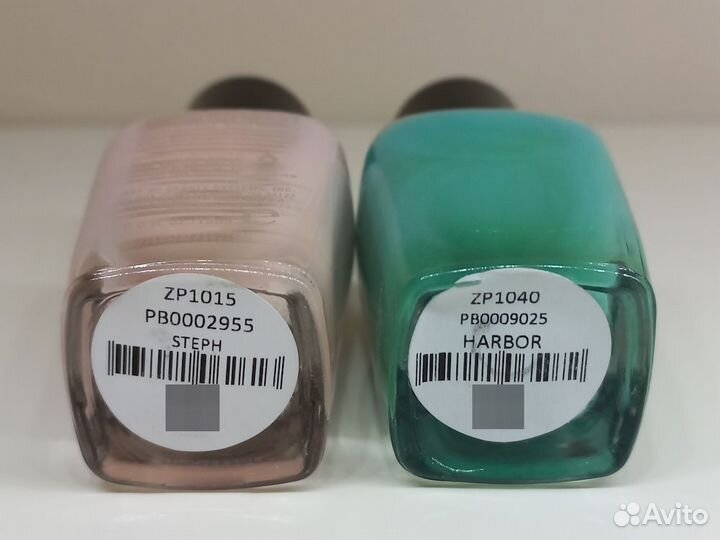 ZP1015
PB0002955
STEPH
ZP1040
PB0009025
HARBOR
Avito